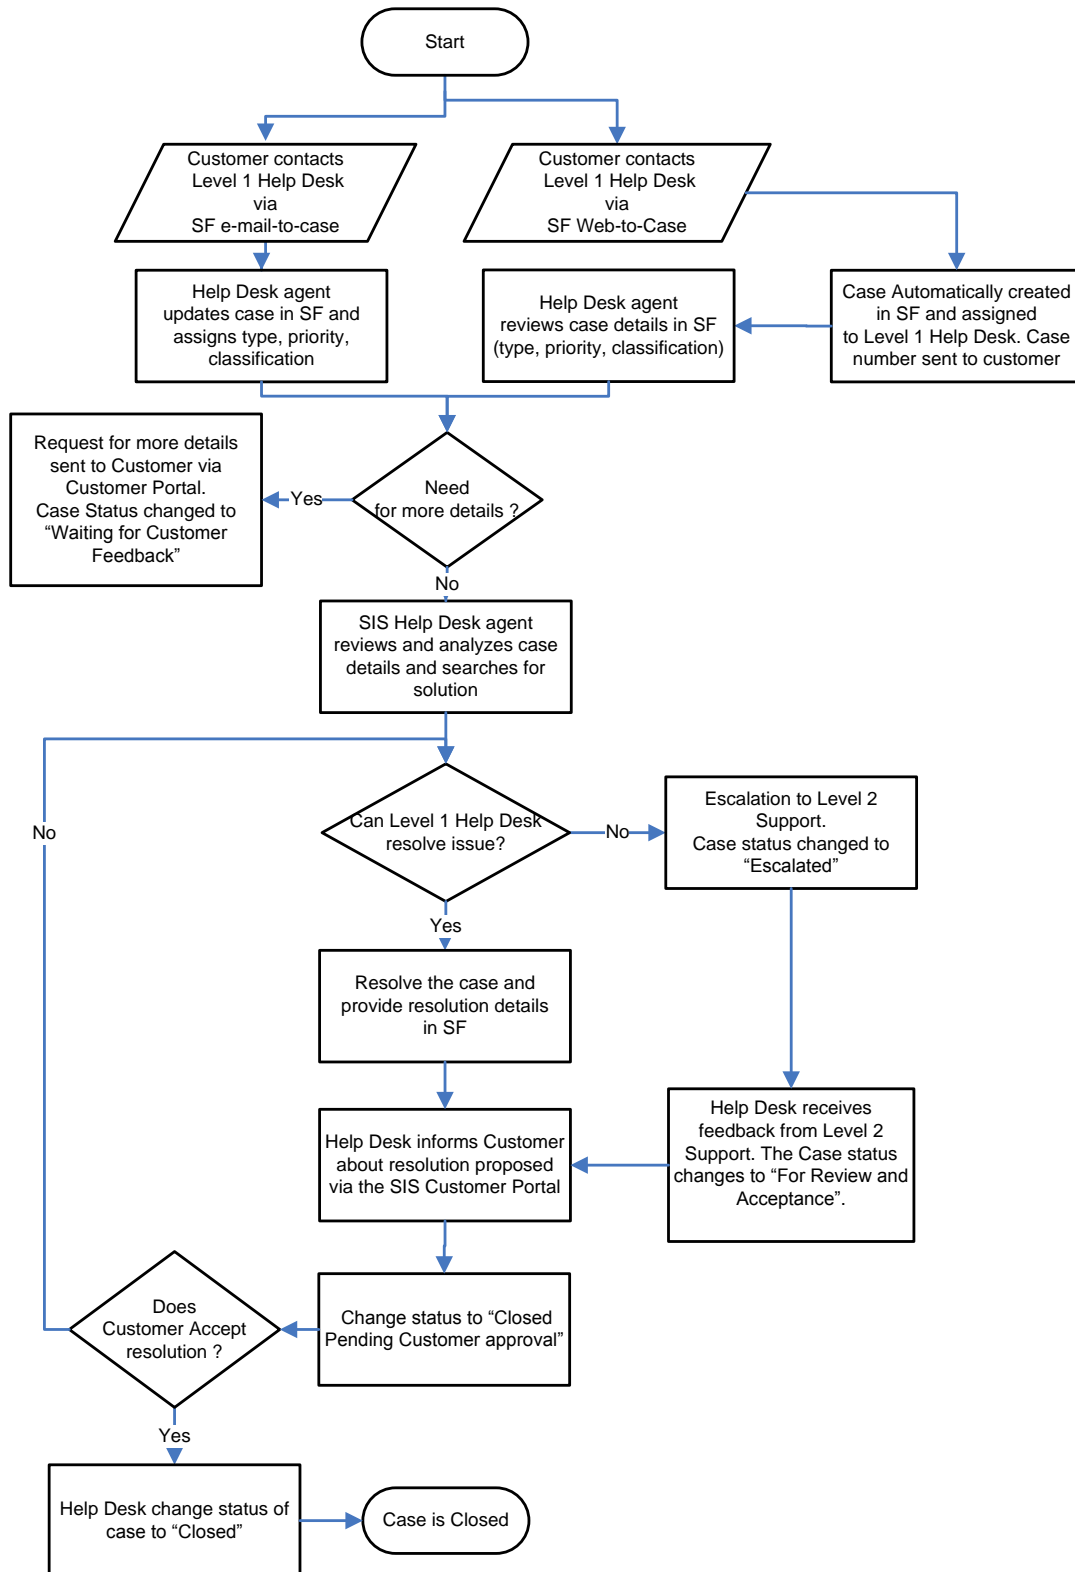 Start
Customer contacts
Level 1 Help Desk
via
SF e-mail-to-case
Customer contacts
Level 1 Help Desk
via
SF Web-to-Case
Help Desk agent
updates case in SF and
assigns type, priority,
classification
Help Desk agent
reviews case details in SF
(type, priority, classification)
Case Automatically created
in SF and assigned
to Level 1 Help Desk. Case
number sent to customer
Request for more details
sent to Customer via
Customer Portal.
Case Status changed to
“Waiting for Customer
Feedback”
Yes
Need
for more details ?
No
SIS Help Desk agent
reviews and analyzes case
details and searches for
solution
No
Can Level 1 Help Desk
resolve issue?
No
Escalation to Level 2
Support.
Case status changed to
“Escalated”
Yes
Resolve the case and
provide resolution details
in SF
Help Desk informs Customer
about resolution proposed
via the SIS Customer Portal
Help Desk receives
feedback from Level 2
Support. The Case status
changes to “For Review and
Acceptance”.
Does
Customer Accept
resolution ?
Change status to “Closed
Pending Customer approval”
Yes
Help Desk change status of
case to “Closed”
Case is Closed